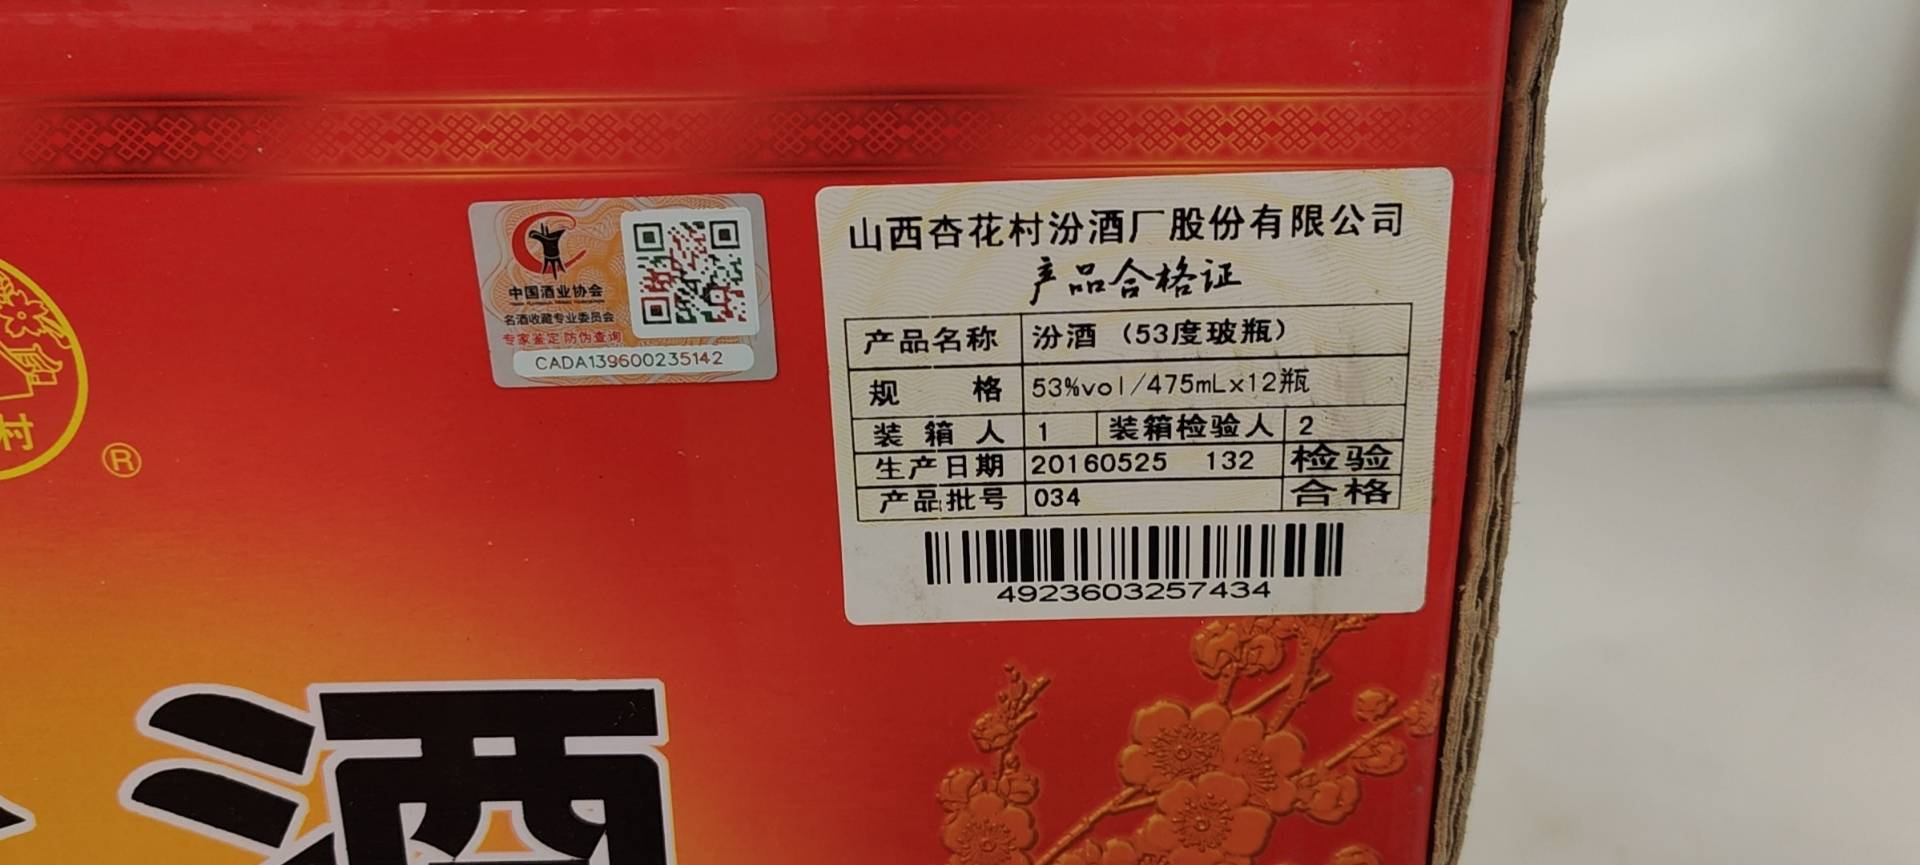 中国酒业协会
名酒收藏专业委员会
专家鉴定 防伪查询
CADA139600235142
山西杏花村汾酒厂股份有限公司
产品合格证
产品名称 汾酒（53度玻瓶）
规 格 53%vol/475mLx12瓶
装 箱 人 1 装箱检验人 2
生产日期 20160525 132 检验
产品批号 034 合格
4923603257434
村
®
酒